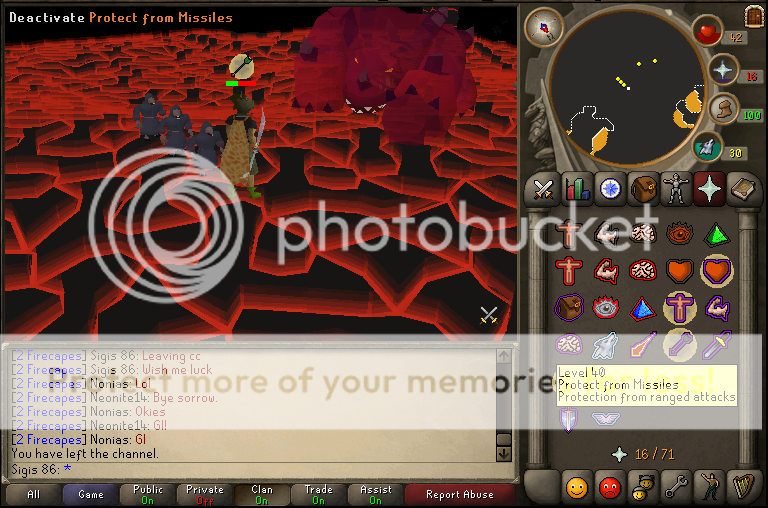 Deactivate Protect from Missiles
42
16
100
30
photobucket
[2 Firecapes] Sigis 86: Leaving cc
[2 Firecapes] Sigis 86: Wish me luck
[2 Firecapes] Nonias: Lol
Protect more of your memories for less!
[2 Firecapes] Neonite14: Bye sorrow.
[2 Firecapes] Nonias: Okies
[2 Firecapes] Neonite14: Gl!
[2 Firecapes] Nonias: Gl
You have left the channel.
Sigis 86: *
Level 40
Protect from Missiles
Protection from ranged attacks
16 / 71
All
Game
Public
On
Private
Off
Clan
On
Trade
On
Assist
On
Report Abuse